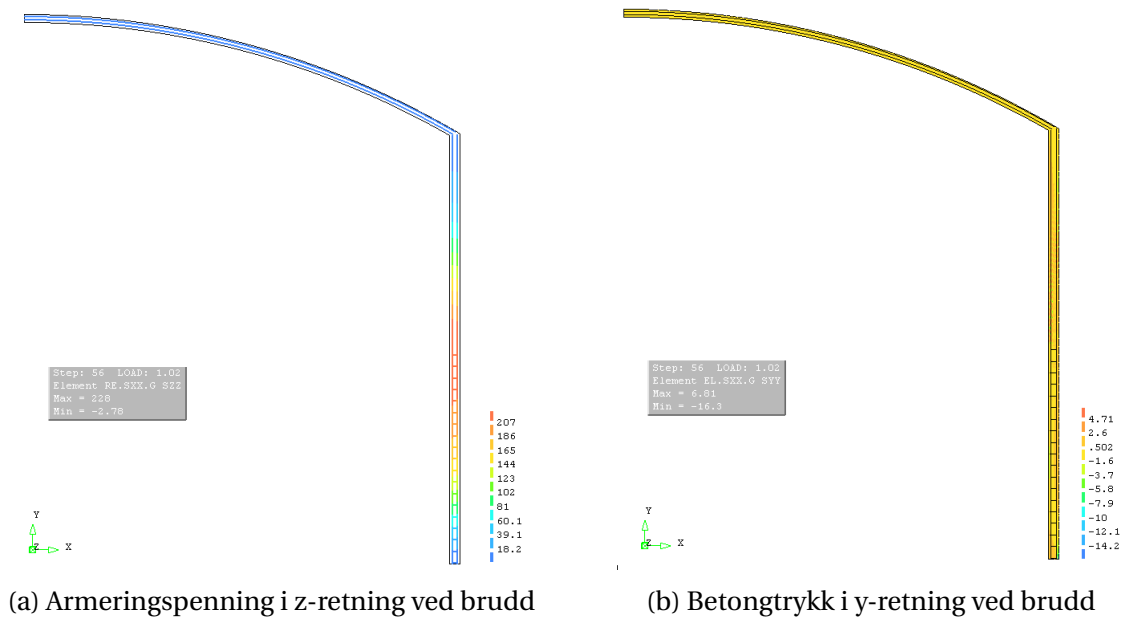 Step: 56 LOAD: 1.02
Element RE.SXX.G SZZ
Max = 228
Min = -2.78
207
186
165
144
123
102
81
60.1
39.1
18.2
Y
Z
X
(a) Armeringspenning i z-retning ved brudd
Step: 56 LOAD: 1.02
Element EL.SXX.G SYY
Max = 6.81
Min = -16.3
4.71
2.6
.502
-1.6
-3.7
-5.8
-7.9
-10
-12.1
-14.2
Y
Z
X
(b) Betongtrykk i y-retning ved brudd